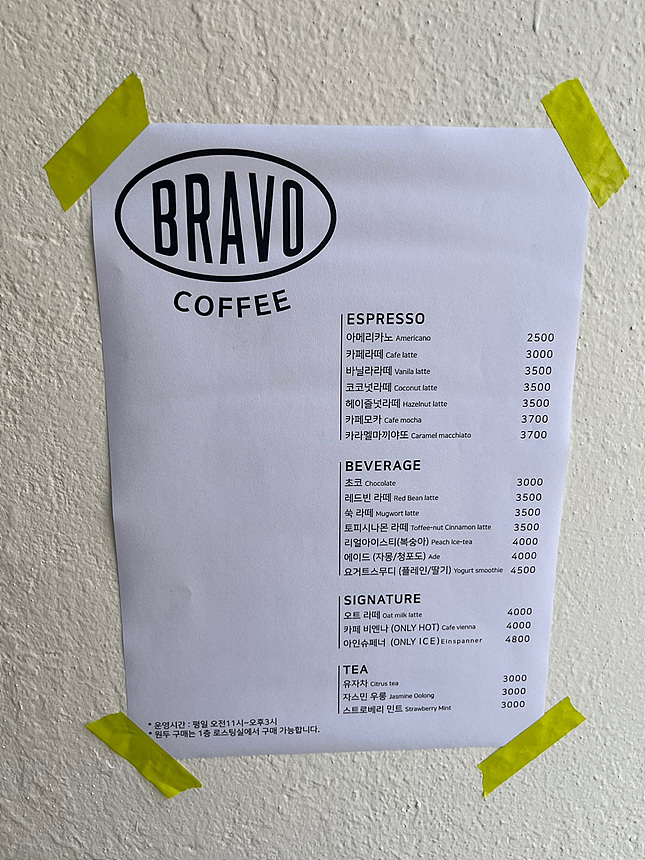 BRAVO
COFFEE
ESPRESSO
아메리카노 Americano 2500
카페라떼 Cafe latte 3000
바닐라라떼 Vanila latte 3500
코코넛라떼 Coconut latte 3500
헤이즐넛라떼 Hazelnut latte 3500
카페모카 Cafe mocha 3700
카라멜마끼야또 Caramel macchiato 3700
BEVERAGE
초코 Chocolate 3000
레드빈 라떼 Red Bean latte 3500
쑥 라떼 Mugwort latte 3500
토피시나몬 라떼 Toffee-nut Cinnamon latte 3500
리얼아이스티(복숭아) Peach Ice-tea 4000
에이드 (자몽/청포도) Ade 4000
요거트스무디 (플레인/딸기) Yogurt smoothie 4500
SIGNATURE
오트 라떼 Oat milk latte 4000
카페 비엔나 (ONLY HOT) Cafe vienna 4000
아인슈페너 (ONLY ICE) Einspanner 4800
TEA
유자차 Citrus tea 3000
자스민 우롱 Jasmine Oolong 3000
스트로베리 민트 Strawberry Mint 3000
* 운영시간 : 평일 오전11시~오후3시
* 원두 구매는 1층 로스팅실에서 구매 가능합니다.